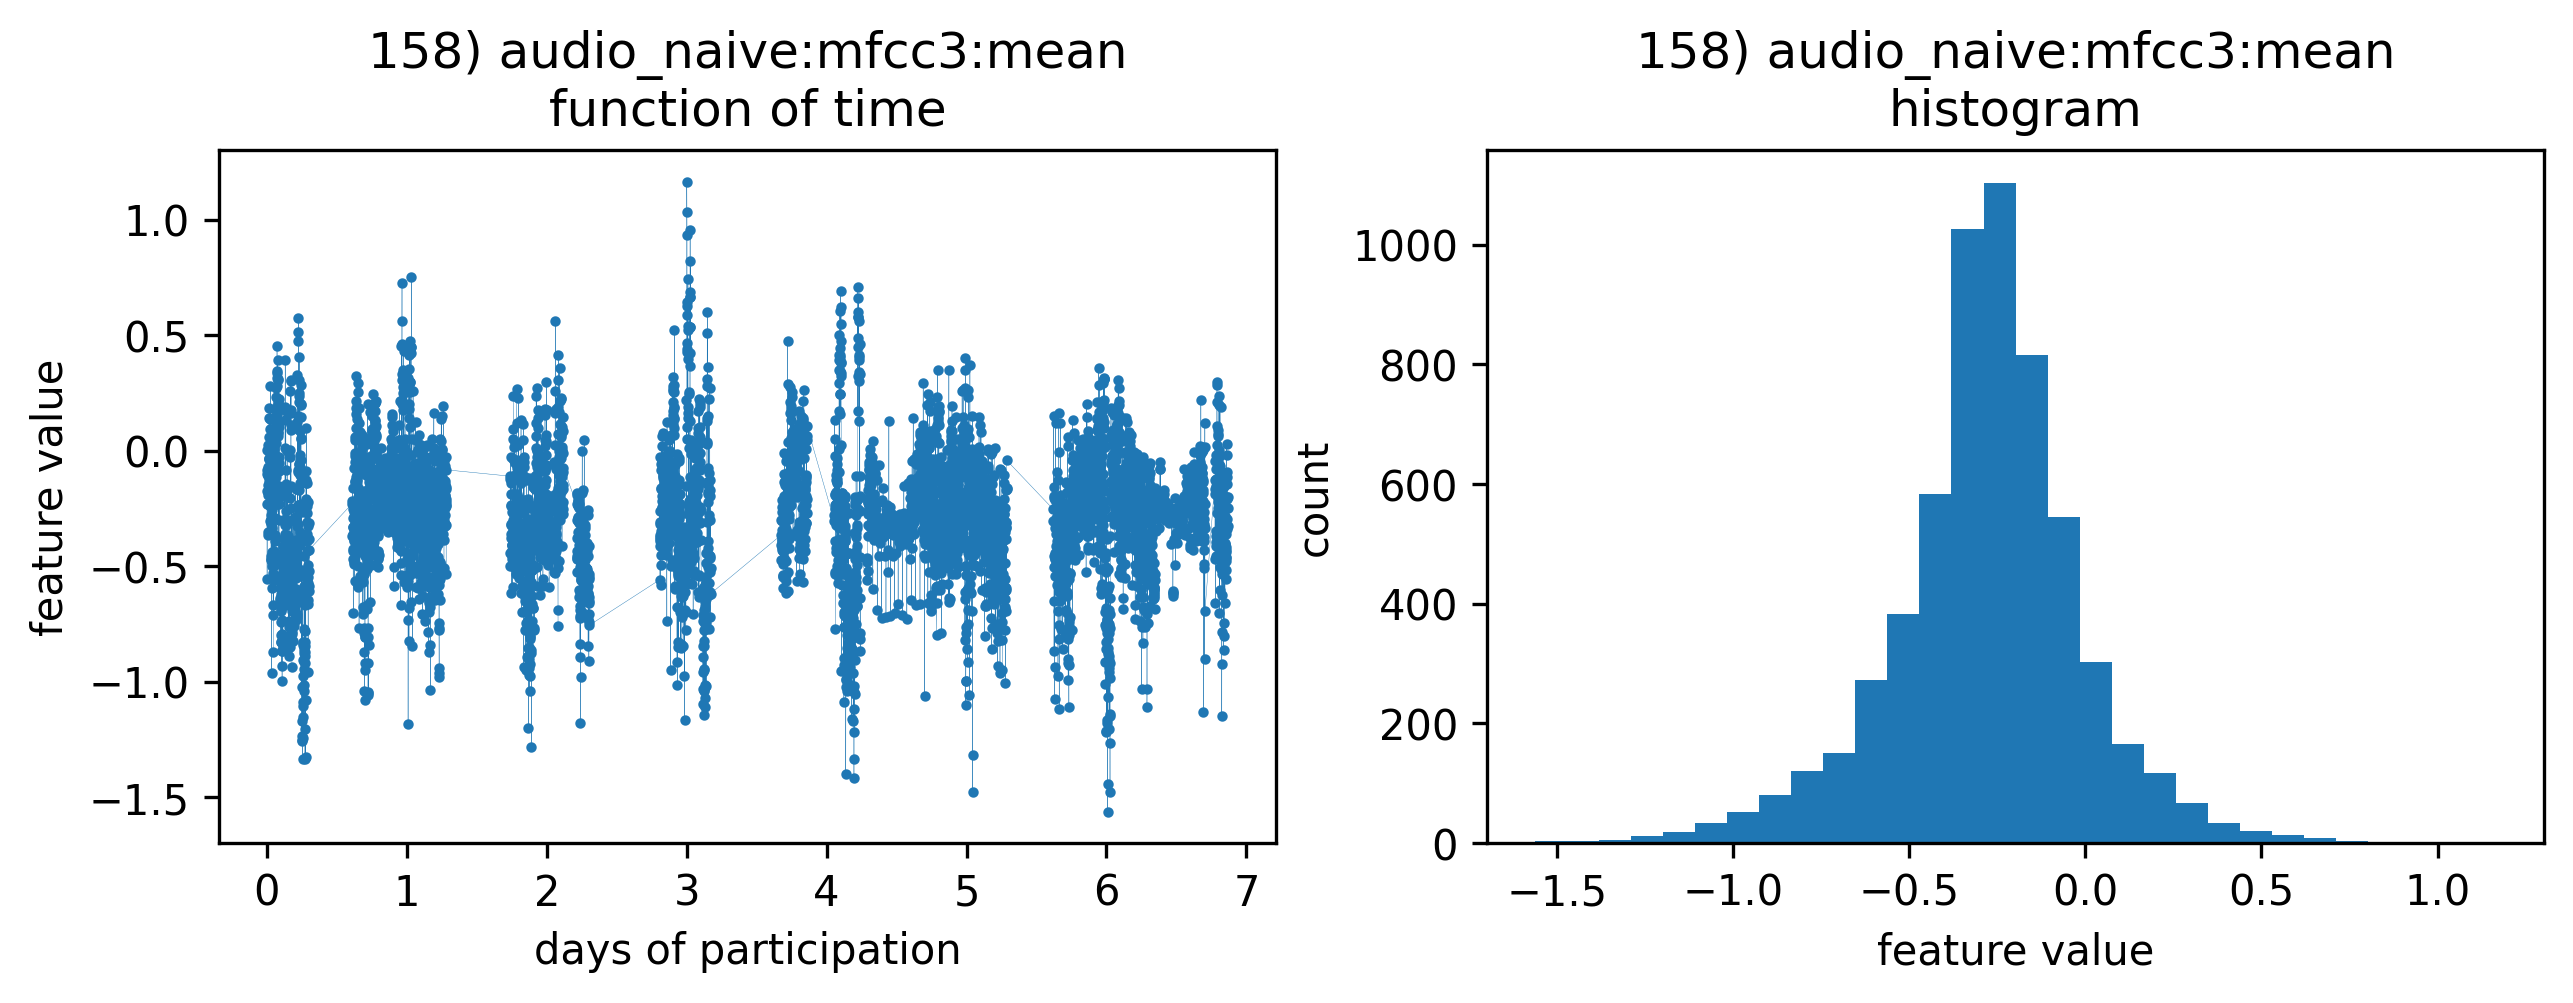 158) audio_naive:mfcc3:mean
function of time
1.0
0.5
0.0
−0.5
−1.0
−1.5
feature value
0 1 2 3 4 5 6 7
days of participation
158) audio_naive:mfcc3:mean
histogram
1000
800
600
400
200
0
count
−1.5 −1.0 −0.5 0.0 0.5 1.0
feature value